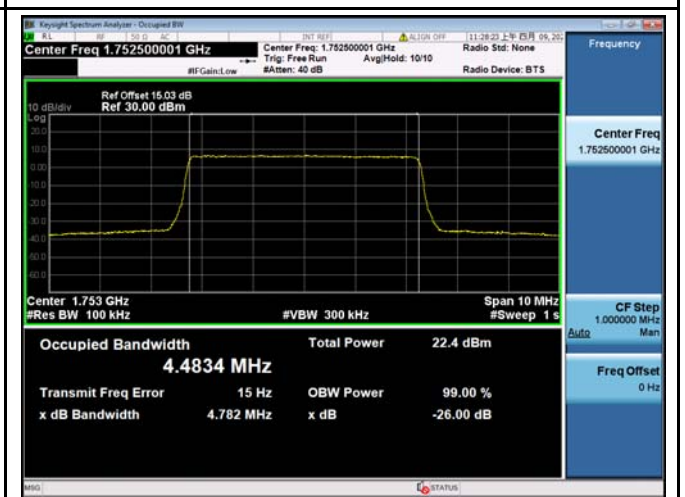 Keysight Spectrum Analyzer - Occupied BW
RL RF 50 Ω AC INT REF ALIGN OFF 11:28:23 上午 四月 09, 20
Center Freq 1.752500001 GHz
Center Freq: 1.752500001 GHz
Radio Std: None
Trig: Free Run Avg|Hold: 10/10
#IFGain:Low
#Atten: 40 dB
Radio Device: BTS
Frequency
Ref Offset 15.03 dB
10 dB/div Ref 30.00 dBm
Log
20.0
10.0
0.00
10.0
20.0
30.0
40.0
50.0
60.0
Center Freq
1.752500001 GHz
Center 1.753 GHz
Span 10 MHz
#Res BW 100 kHz
#VBW 300 kHz
#Sweep 1 s
CF Step
1.000000 MHz
Auto Man
Freq Offset
0 Hz
Occupied Bandwidth
Total Power 22.4 dBm
4.4834 MHz
Transmit Freq Error 15 Hz
OBW Power 99.00 %
x dB Bandwidth 4.782 MHz
x dB -26.00 dB
MSG
STATUS